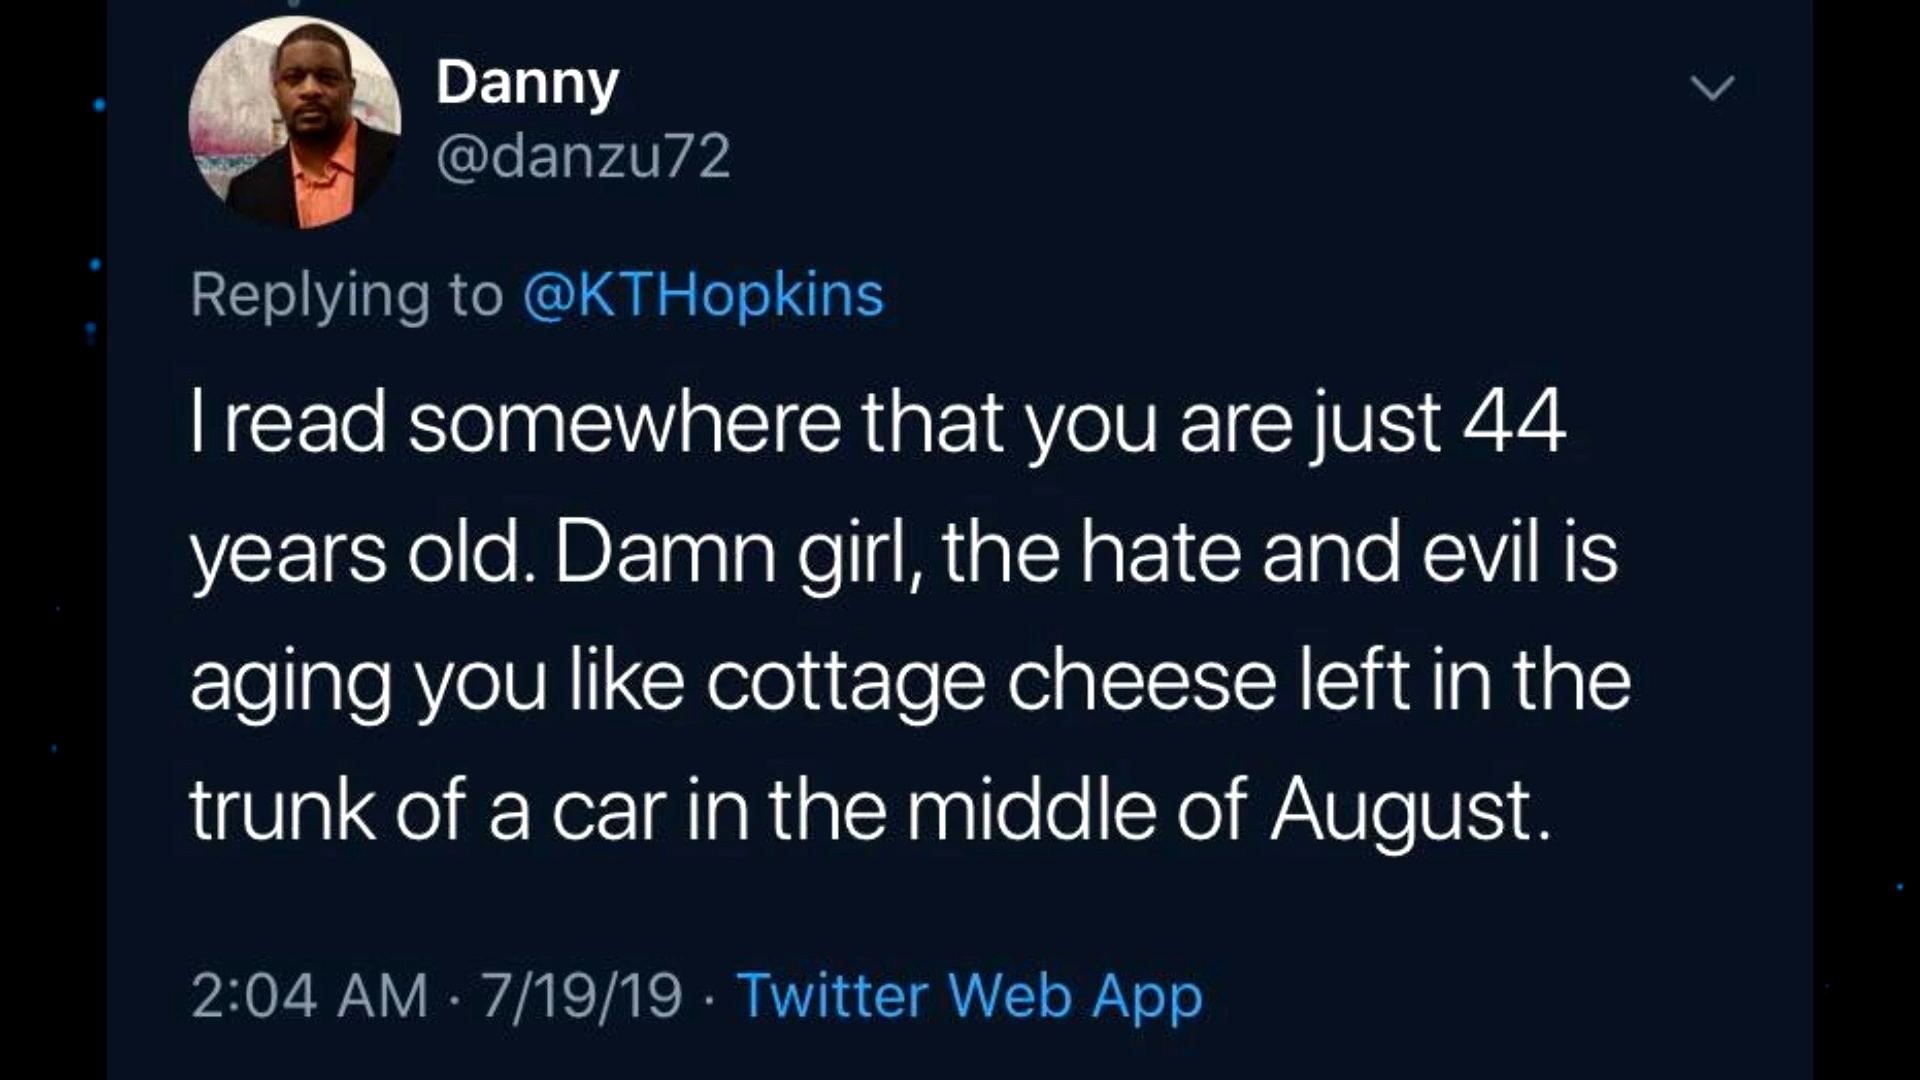 Danny
@danzu72
Replying to @KTHopkins
I read somewhere that you are just 44
years old. Damn girl, the hate and evil is
aging you like cottage cheese left in the
trunk of a car in the middle of August.
2:04 AM · 7/19/19 · Twitter Web App